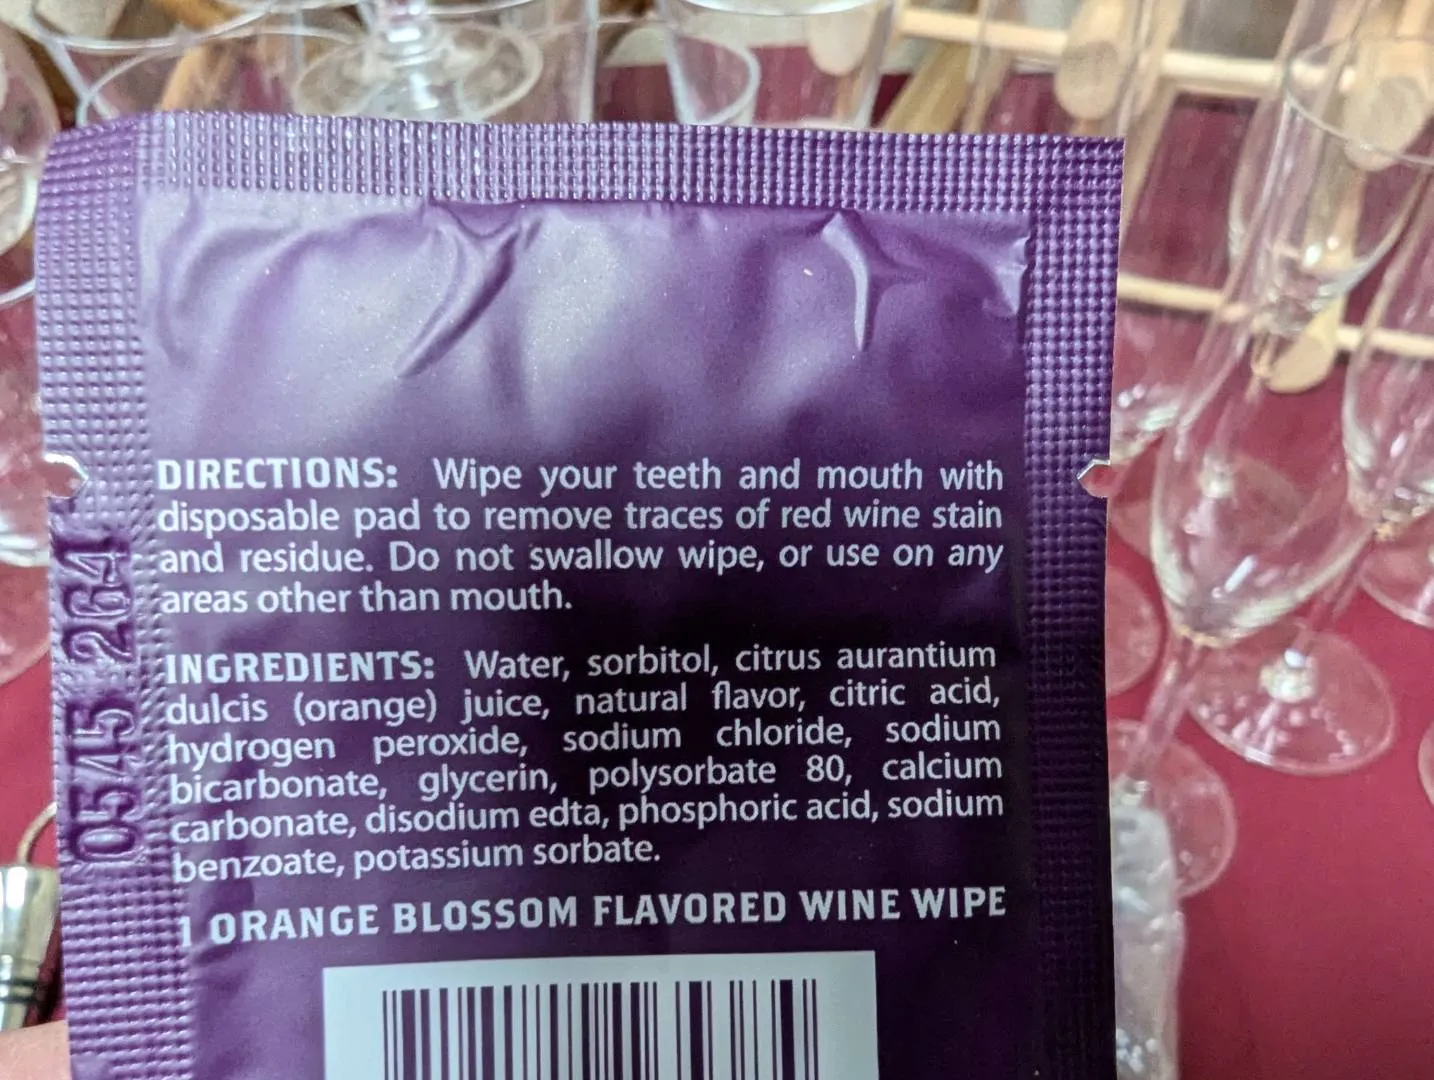 DIRECTIONS: Wipe your teeth and mouth with
disposable pad to remove traces of red wine stain
and residue. Do not swallow wipe, or use on any
areas other than mouth.
INGREDIENTS: Water, sorbitol, citrus aurantium
dulcis (orange) juice, natural flavor, citric acid,
hydrogen peroxide, sodium chloride, sodium
bicarbonate, glycerin, polysorbate 80, calcium
carbonate, disodium edta, phosphoric acid, sodium
benzoate, potassium sorbate.
1 ORANGE BLOSSOM FLAVORED WINE WIPE
0545 264